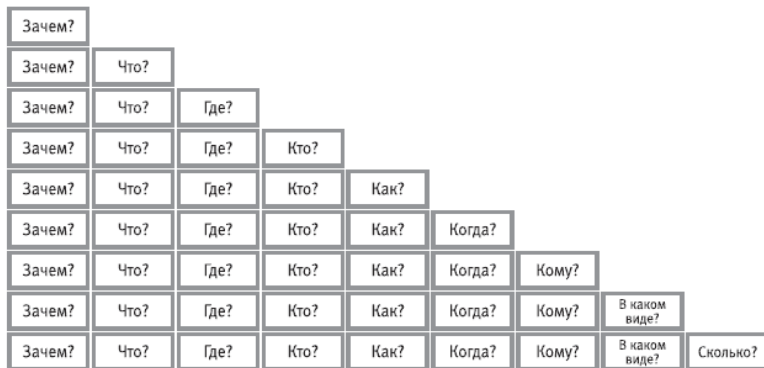 Зачем?
Зачем? Что?
Зачем? Что? Где?
Зачем? Что? Где? Кто?
Зачем? Что? Где? Кто? Как?
Зачем? Что? Где? Кто? Как? Когда?
Зачем? Что? Где? Кто? Как? Когда? Кому?
Зачем? Что? Где? Кто? Как? Когда? Кому? В каком виде?
Зачем? Что? Где? Кто? Как? Когда? Кому? В каком виде? Сколько?